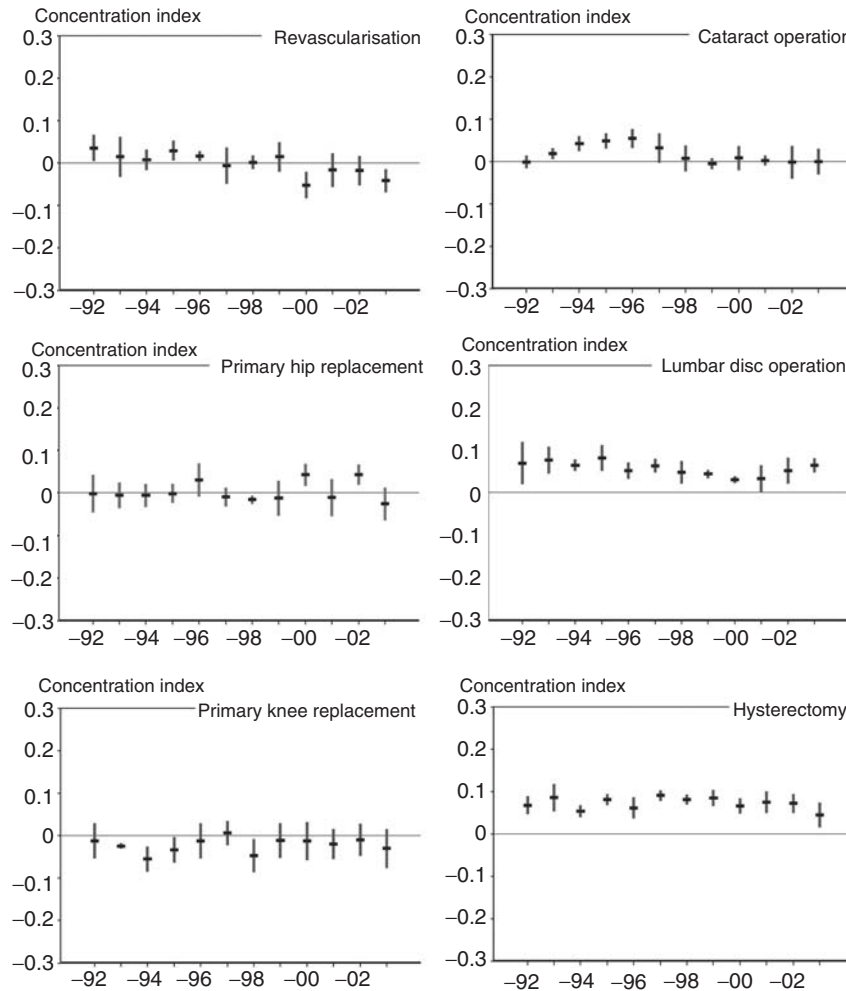 Concentration index
0.3
Revascularisation
0.2
0.1
0
−0.1
−0.2
−0.3
−92 −94 −96 −98 −00 −02
Concentration index
0.3
Cataract operation
0.2
0.1
0
−0.1
−0.2
−0.3
−92 −94 −96 −98 −00 −02
Concentration index
0.3
Primary hip replacement
0.2
0.1
0
−0.1
−0.2
−0.3
−92 −94 −96 −98 −00 −02
Concentration index
0.3
Lumbar disc operation
0.2
0.1
0
−0.1
−0.2
−0.3
−92 −94 −96 −98 −00 −02
Concentration index
0.3
Primary knee replacement
0.2
0.1
0
−0.1
−0.2
−0.3
−92 −94 −96 −98 −00 −02
Concentration index
0.3
Hysterectomy
0.2
0.1
0
−0.1
−0.2
−0.3
−92 −94 −96 −98 −00 −02